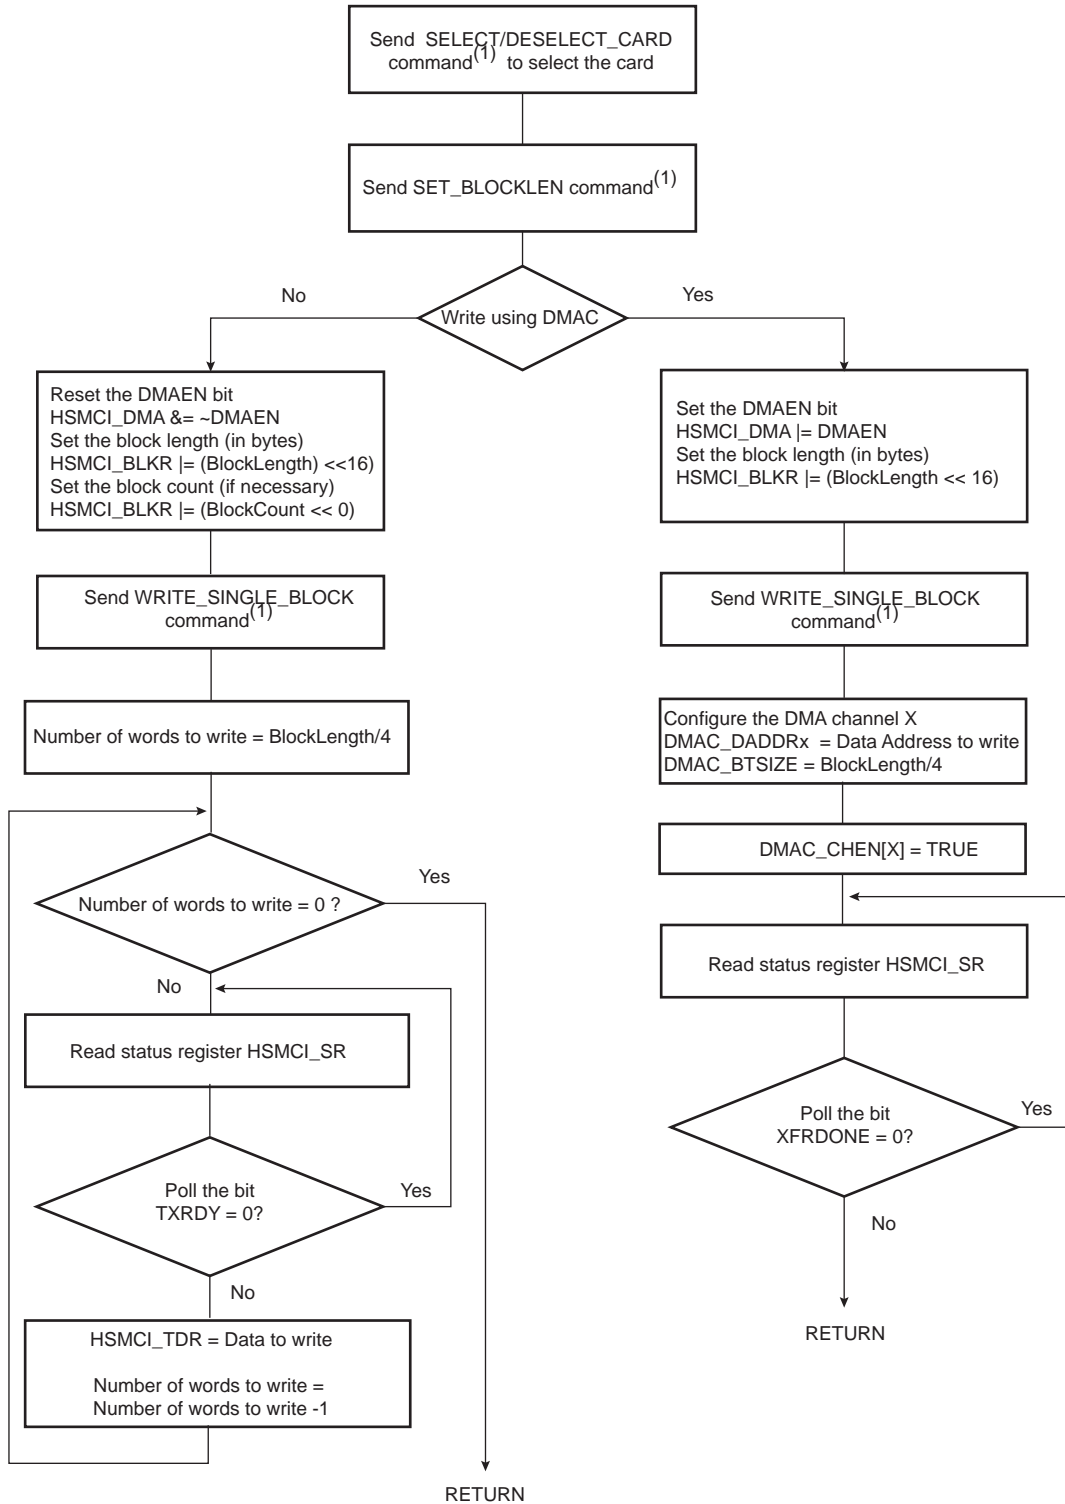 Send SELECT/DESELECT_CARD
command(1) to select the card
Send SET_BLOCKLEN command(1)
No
Yes
Write using DMAC
Reset the DMAEN bit
HSMCI_DMA &= ~DMAEN
Set the block length (in bytes)
HSMCI_BLKR |= (BlockLength) <<16)
Set the block count (if necessary)
HSMCI_BLKR |= (BlockCount << 0)
Set the DMAEN bit
HSMCI_DMA |= DMAEN
Set the block length (in bytes)
HSMCI_BLKR |= (BlockLength << 16)
Send WRITE_SINGLE_BLOCK
command(1)
Send WRITE_SINGLE_BLOCK
command(1)
Number of words to write = BlockLength/4
Configure the DMA channel X
DMAC_DADDRx = Data Address to write
DMAC_BTSIZE = BlockLength/4
DMAC_CHEN[X] = TRUE
Number of words to write = 0 ?
Yes
No
Read status register HSMCI_SR
Read status register HSMCI_SR
Poll the bit
TXRDY = 0?
Yes
No
Poll the bit
XFRDONE = 0?
Yes
No
RETURN
HSMCI_TDR = Data to write
Number of words to write =
Number of words to write -1
RETURN